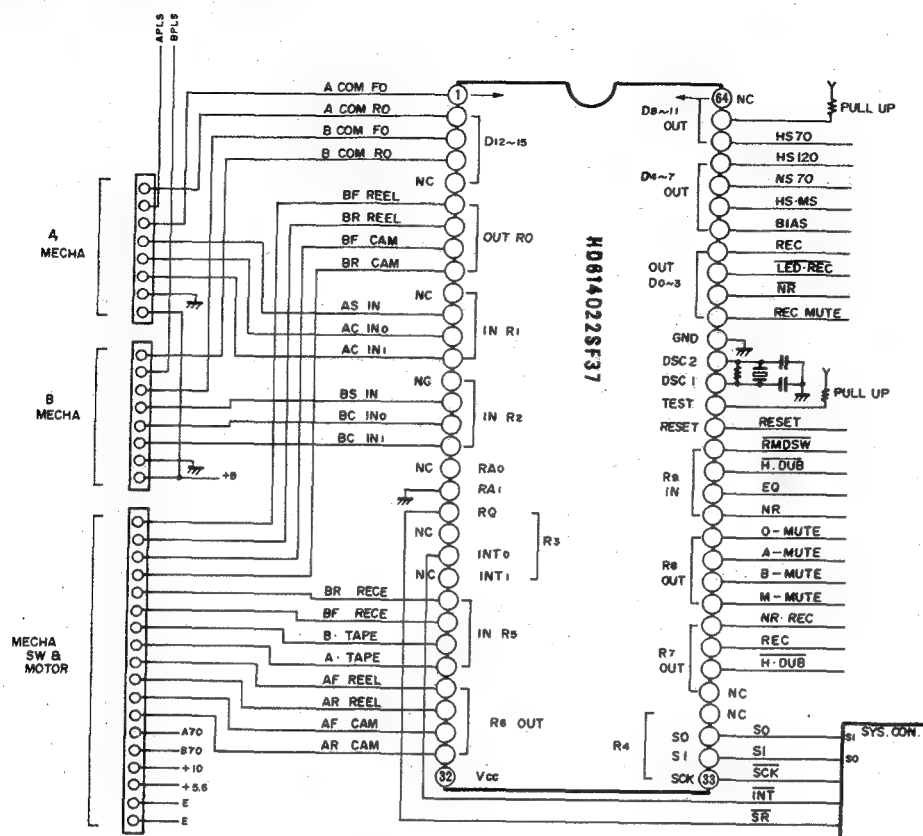 APLS
BPLS
A COM FO
A COM RO
B COM FO
B COM RO
NC
BF REEL
BR REEL
BF CAM
BR CAM
NC
AS IN
AC IN0
AC IN1
NC
BS IN
BC IN0
BC IN1
NC
NC
NC
BR RECE
BF RECE
B· TAPE
A· TAPE
AF REEL
AR REEL
AF CAM
AR CAM
A
MECHA
B
MECHA
+B
MECHA
SW &
MOTOR
A70
B70
+10
+5.6
E
E
1
D12~15
OUT R0
IN R1
IN R2
RA0
RA1
RQ
INT0
INT1
R3
IN R5
R6 OUT
32
Vcc
HD614022SF37
64
NC
D8~11
OUT
D4~7
OUT
OUT
D0~3
GND
DSC 2
DSC 1
TEST
RESET
R9
IN
R8
OUT
R7
OUT
NC
NC
R4
SO
SI
SCK
33
PULL UP
HS70
HS120
NS70
HS·MS
BIAS
REC
LED·REC
NR
REC MUTE
PULL UP
RESET
RMDSW
H.DUB
EQ
NR
O-MUTE
A-MUTE
B-MUTE
M-MUTE
NR·REC
REC
H·DUB
SO
SI
SCK
INT
SR
SYS.CON.
SI
SO